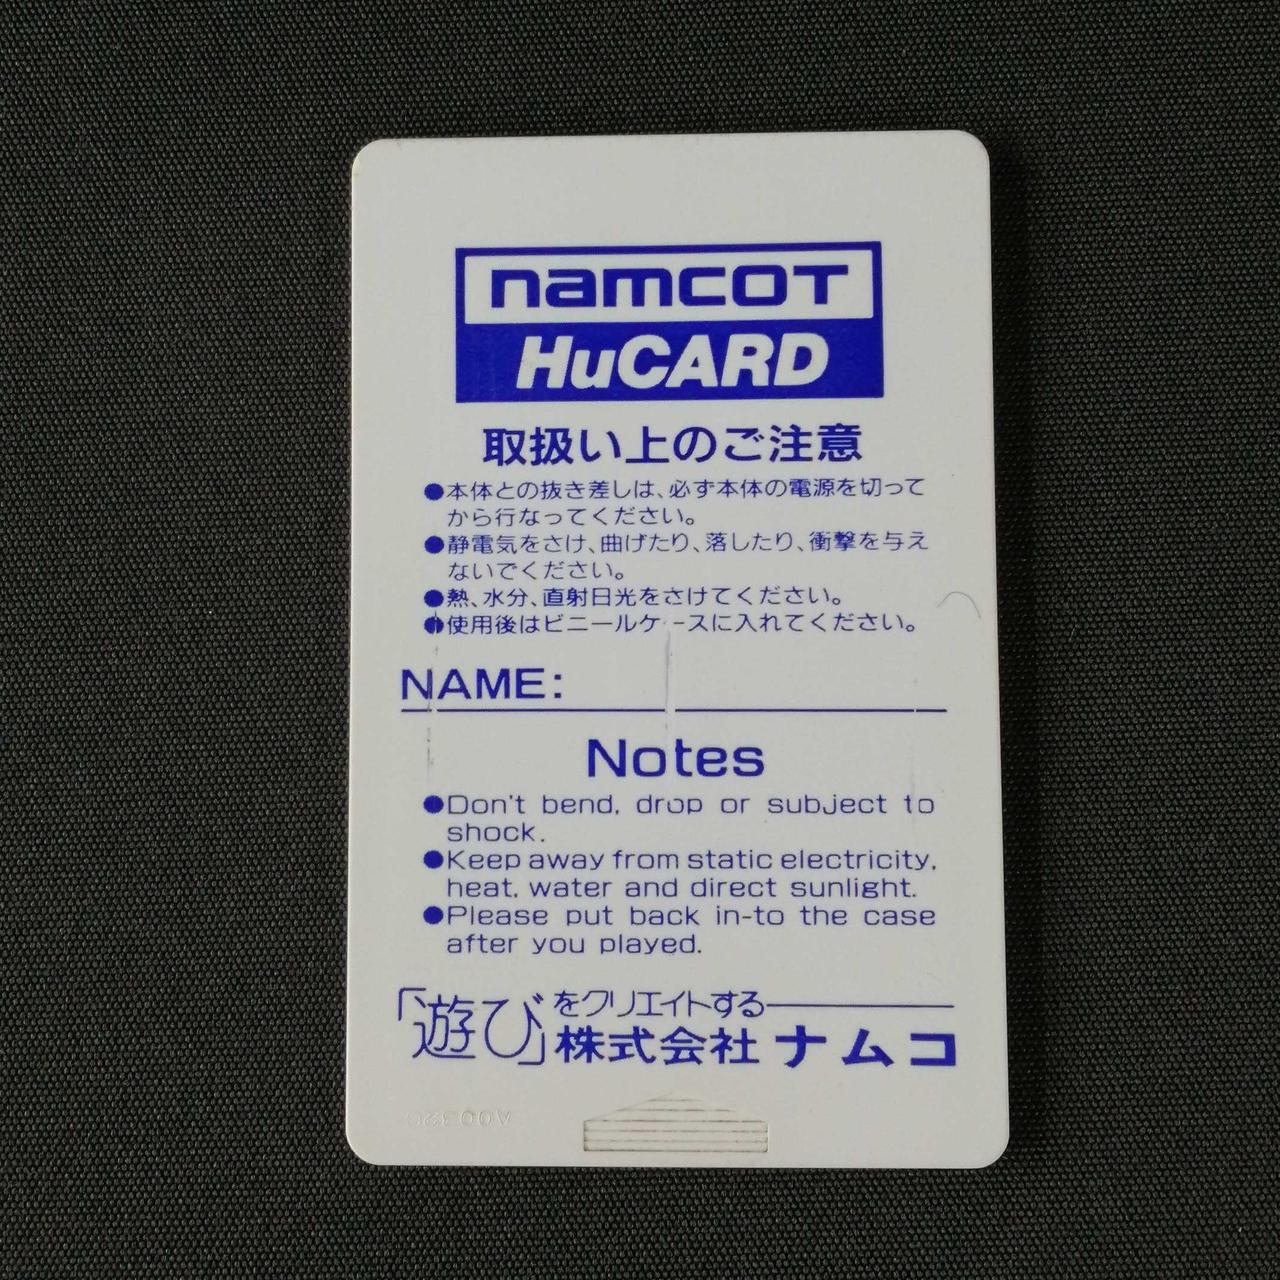 namcoT
HuCARD
取扱い上のご注意
●本体との抜き差しは、必ず本体の電源を切って
から行なってください。
●静電気をさけ、曲げたり、落したり、衝撃を与え
ないでください。
●熱、水分、直射日光をさけてください。
●使用後はビニールケースに入れてください。
NAME:
Notes
●Don't bend, drop or subject to
shock.
●Keep away from static electricity,
heat, water and direct sunlight.
●Please put back in-to the case
after you played.
「遊び」をクリエイトする
株式会社ナムコ